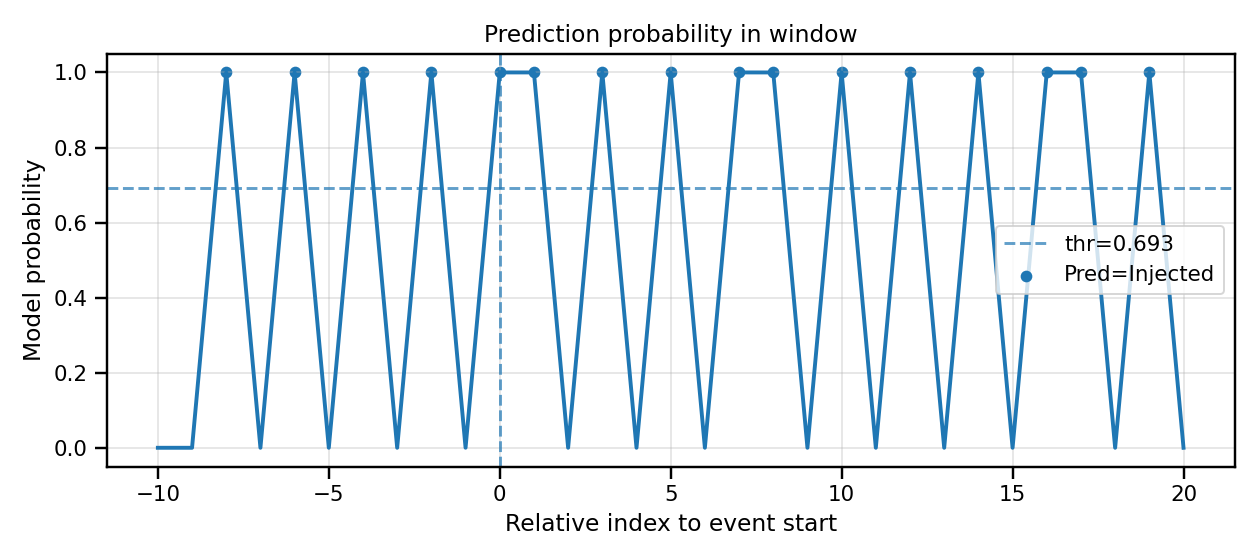 Prediction probability in window
Model probability
1.0
0.8
0.6
0.4
0.2
0.0
thr=0.693
Pred=Injected
−10
−5
0
5
10
15
20
Relative index to event start